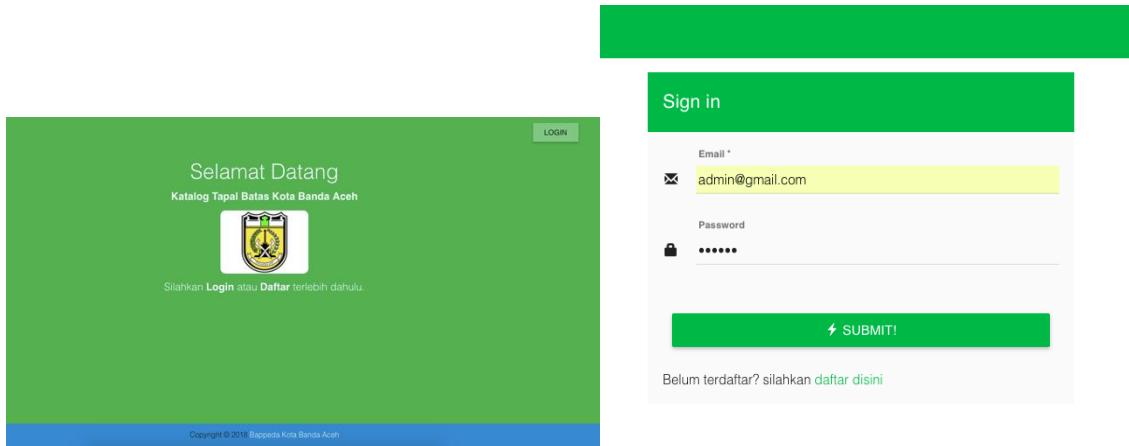 LOGIN
Selamat Datang
Katalog Tapal Batas Kota Banda Aceh
Silahkan Login atau Daftar terlebih dahulu.
Copyright © 2018 Bappeda Kota Banda Aceh
Sign in
Email *
admin@gmail.com
Password
••••••
SUBMIT!
Belum terdaftar? silahkan daftar disini